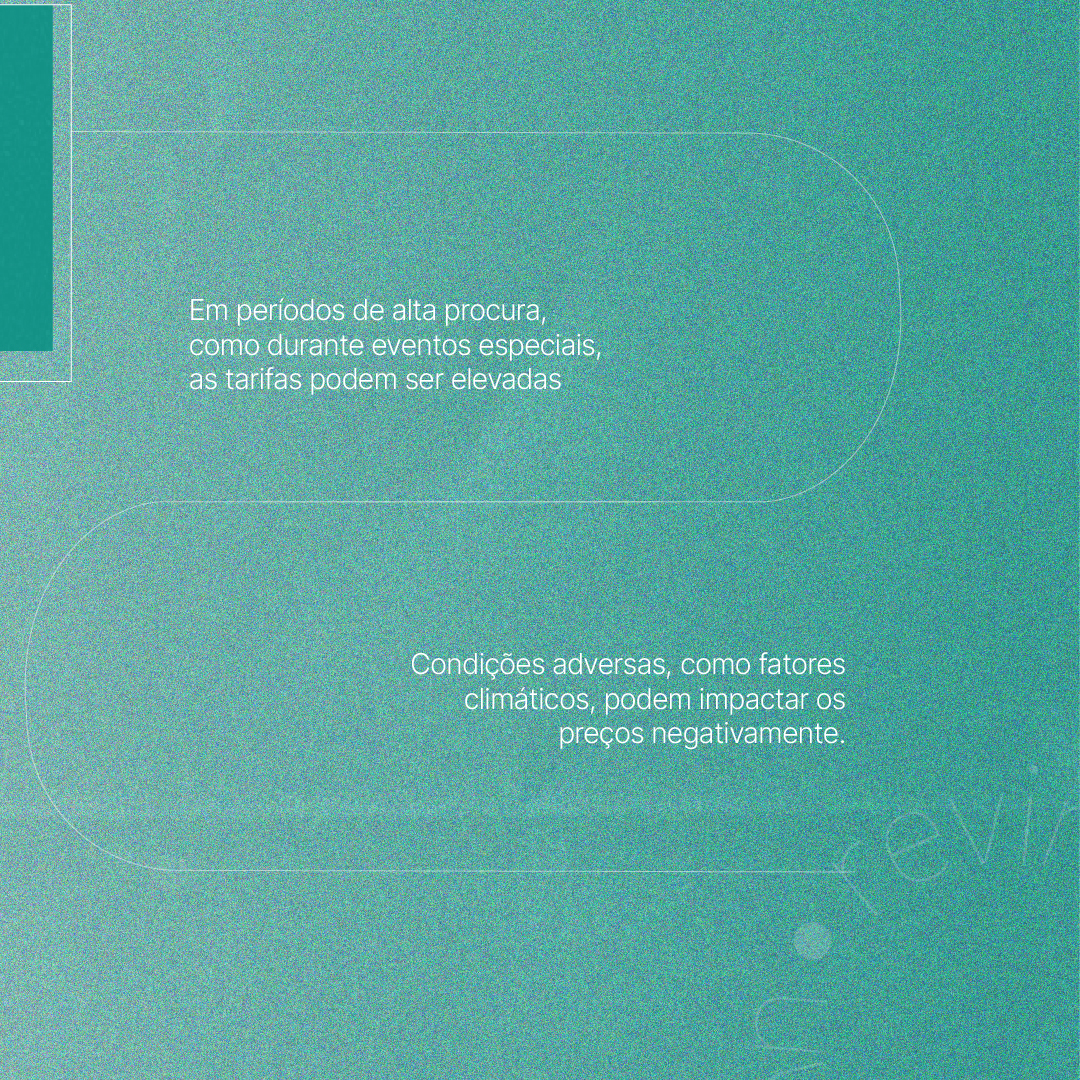 Em períodos de alta procura,
como durante eventos especiais,
as tarifas podem ser elevadas
Condições adversas, como fatores
climáticos, podem impactar os
preços negativamente.